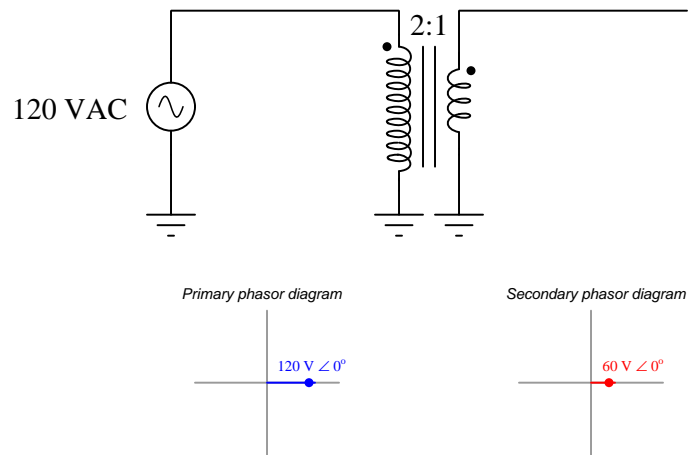 2:1
120 VAC
Primary phasor diagram
Secondary phasor diagram
120 V ∠ 0°
60 V ∠ 0°